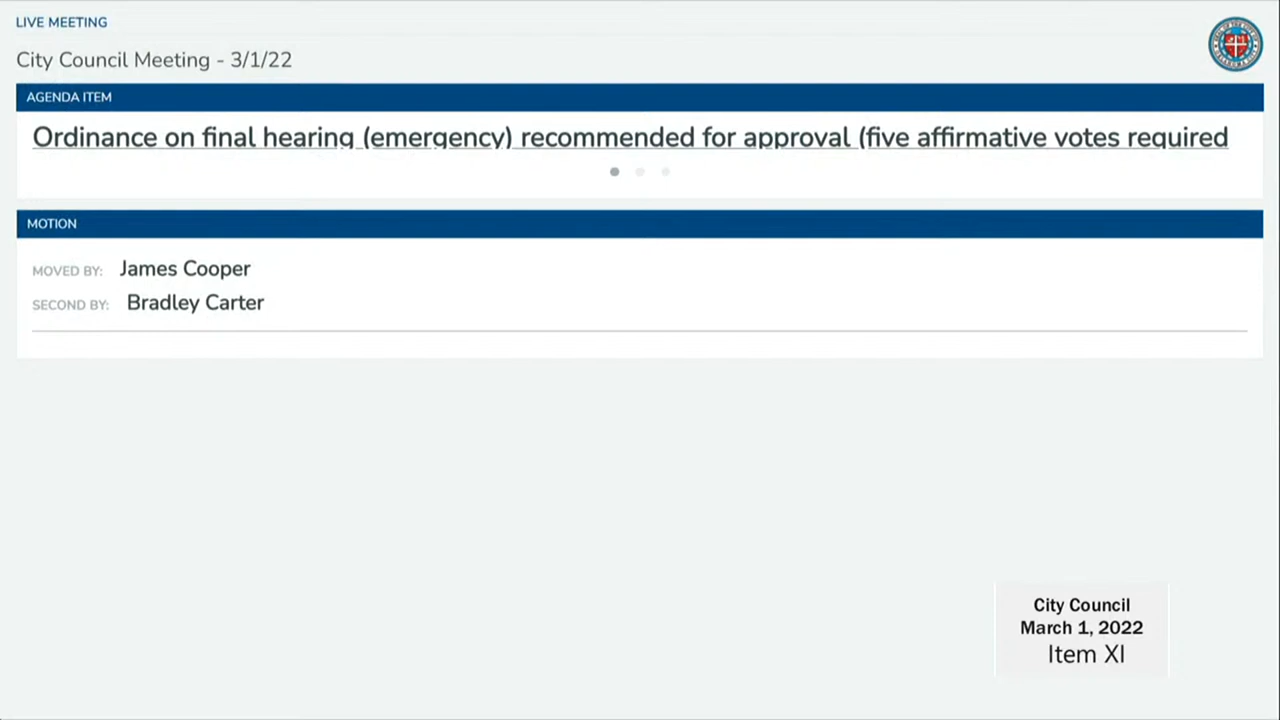 LIVE MEETING
City Council Meeting - 3/1/22
AGENDA ITEM
Ordinance on final hearing (emergency) recommended for approval (five affirmative votes required
MOTION
MOVED BY: James Cooper
SECOND BY: Bradley Carter
City Council
March 1, 2022
Item XI